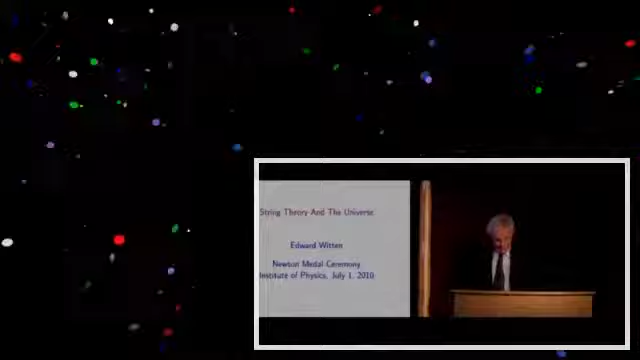 String Theory And The Universe
Edward Witten
Newton Medal Ceremony
Institute of Physics, July 1, 2010